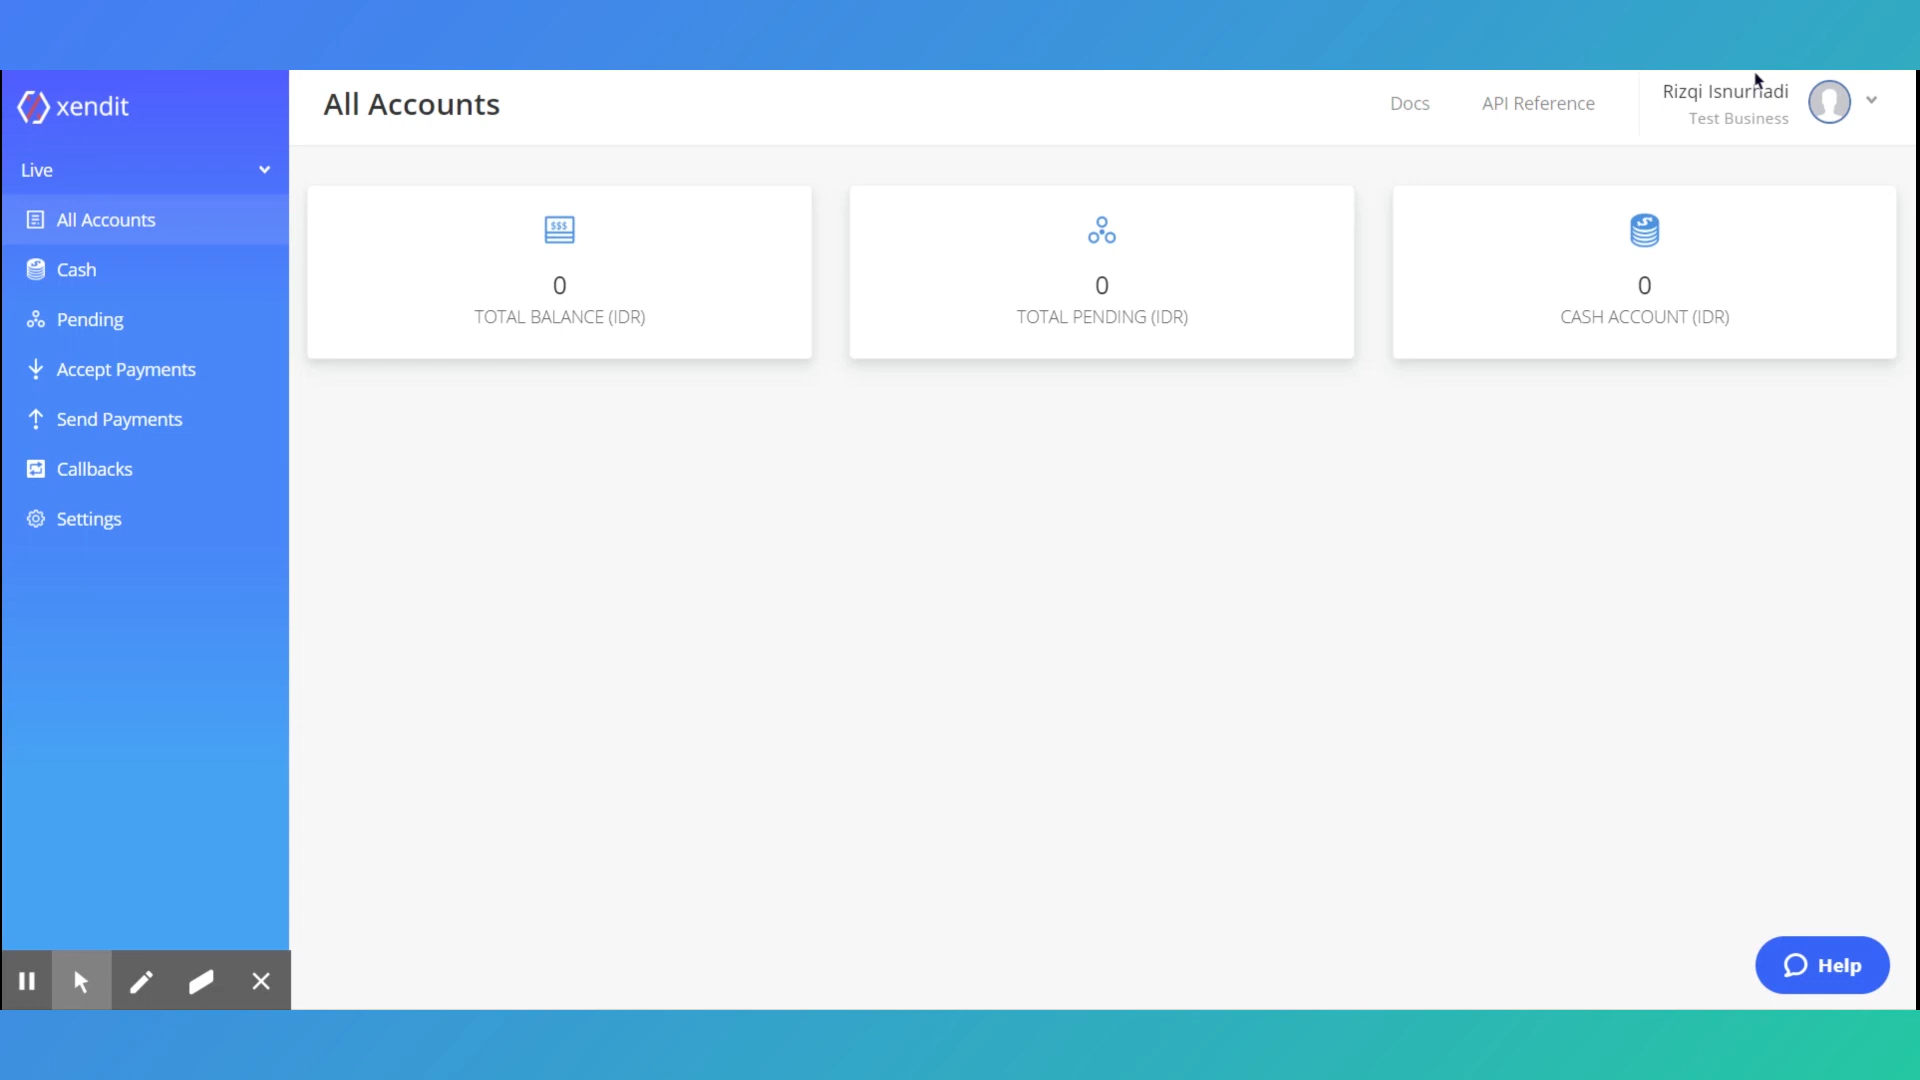 xendit
All Accounts
Docs
API Reference
Rizqi Isnurhadi
Test Business
Live
All Accounts
Cash
Pending
Accept Payments
Send Payments
Callbacks
Settings
$$$
0
TOTAL BALANCE (IDR)
0
TOTAL PENDING (IDR)
0
CASH ACCOUNT (IDR)
Help